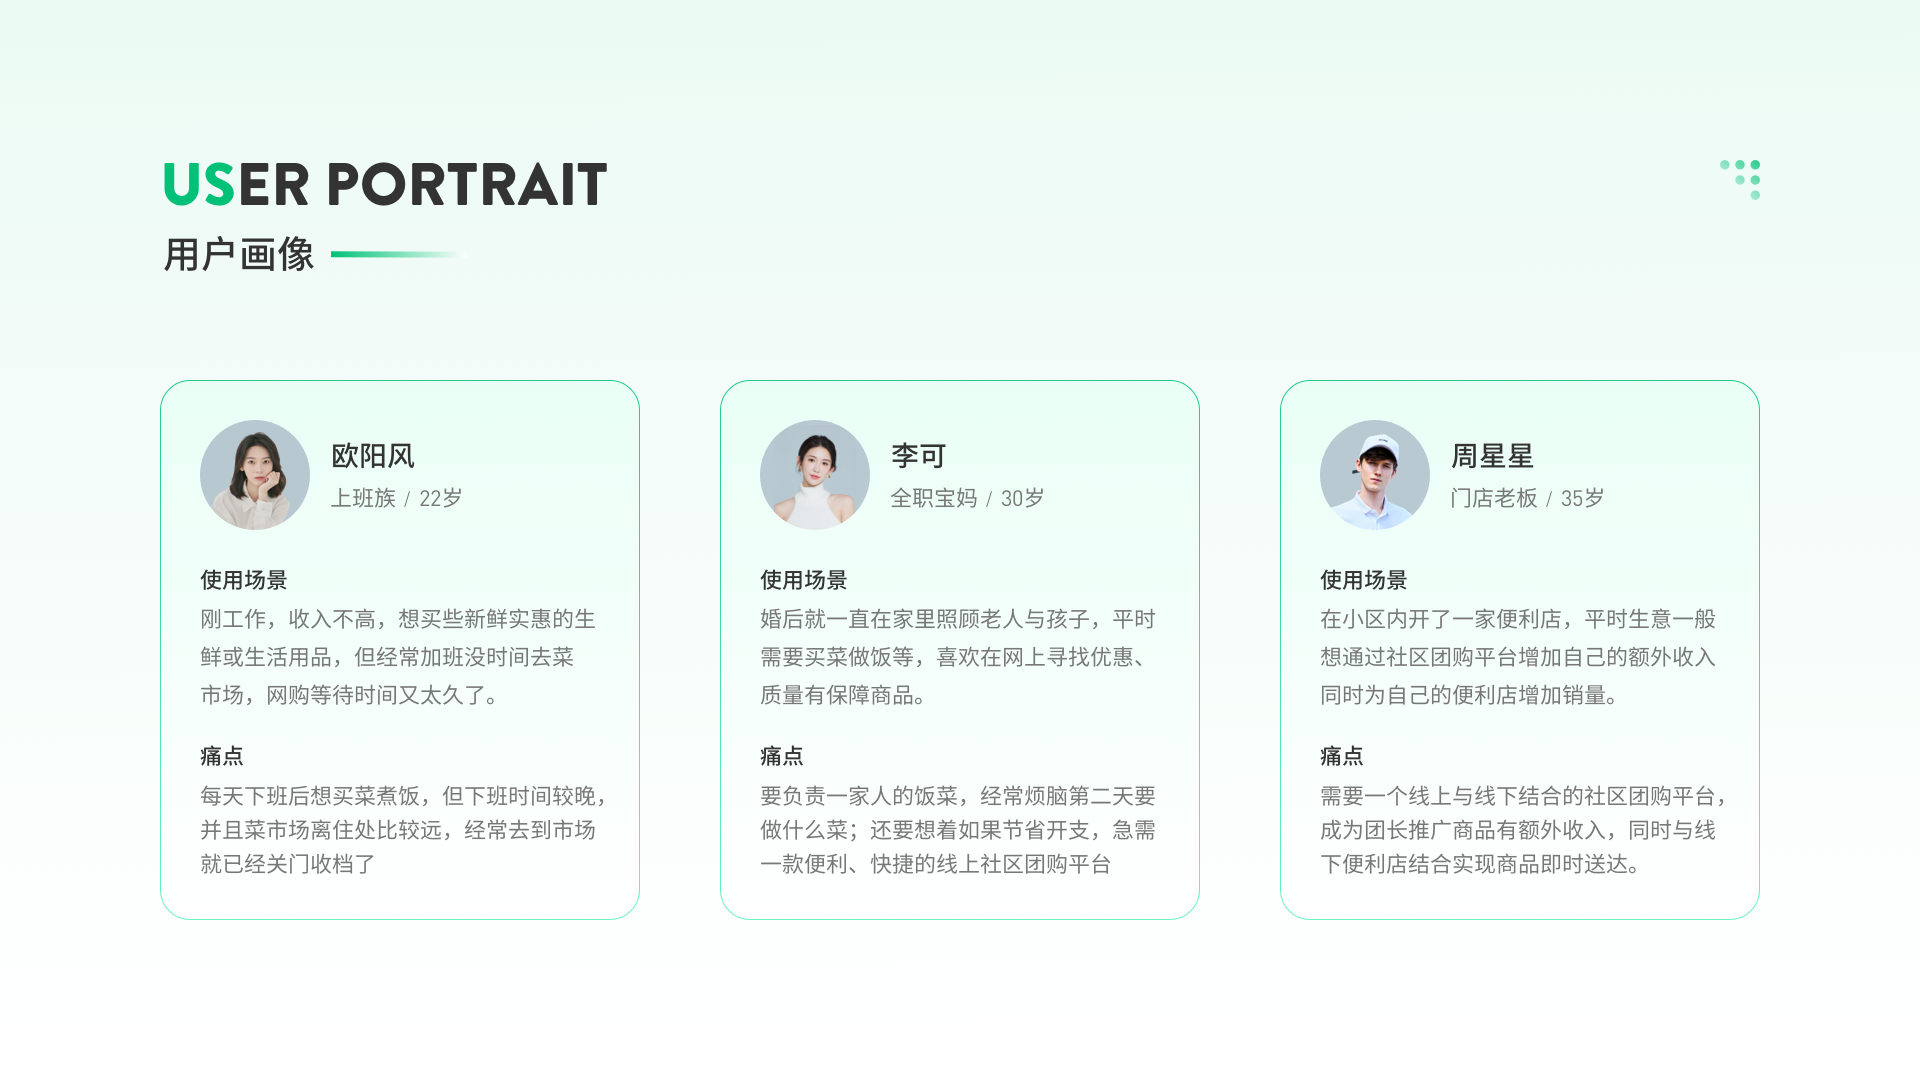 USER PORTRAIT
用户画像
欧阳风
上班族 / 22岁
使用场景
刚工作，收入不高，想买些新鲜实惠的生
鲜或生活用品，但经常加班没时间去菜
市场，网购等待时间又太久了。
痛点
每天下班后想买菜煮饭，但下班时间较晚，
并且菜市场离住处比较远，经常去到市场
就已经关门收档了
李可
全职宝妈 / 30岁
使用场景
婚后就一直在家里照顾老人与孩子，平时
需要买菜做饭等，喜欢在网上寻找优惠、
质量有保障商品。
痛点
要负责一家人的饭菜，经常烦脑第二天要
做什么菜；还要想着如果节省开支，急需
一款便利、快捷的线上社区团购平台
周星星
门店老板 / 35岁
使用场景
在小区内开了一家便利店，平时生意一般
想通过社区团购平台增加自己的额外收入
同时为自己的便利店增加销量。
痛点
需要一个线上与线下结合的社区团购平台，
成为团长推广商品有额外收入，同时与线
下便利店结合实现商品即时送达。